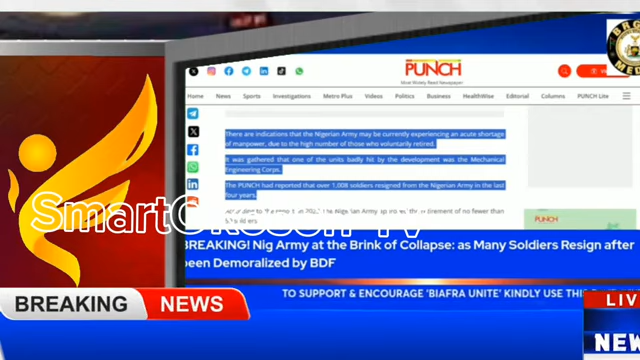 PUNCH
Most Widely Read Newspaper
Home News Sports Investigations Metro Plus Videos Politics Business HealthWise Editorial Columns PUNCH Lite
There are indications that the Nigerian Army may be currently experiencing an acute shortage
of manpower, due to the high number of those who voluntarily retired.
It was gathered that one of the units badly hit by the development was the Mechanical
Engineering Corps.
The PUNCH had reported that over 1,008 soldiers resigned from the Nigerian Army in the last
four years.
PUNCH
BREAKING! Nig Army at the Brink of Collapse: as Many Soldiers Resign after
been Demoralized by BDF
BREAKING NEWS
TO SUPPORT & ENCOURAGE 'BIAFRA UNITE' KINDLY USE THIS